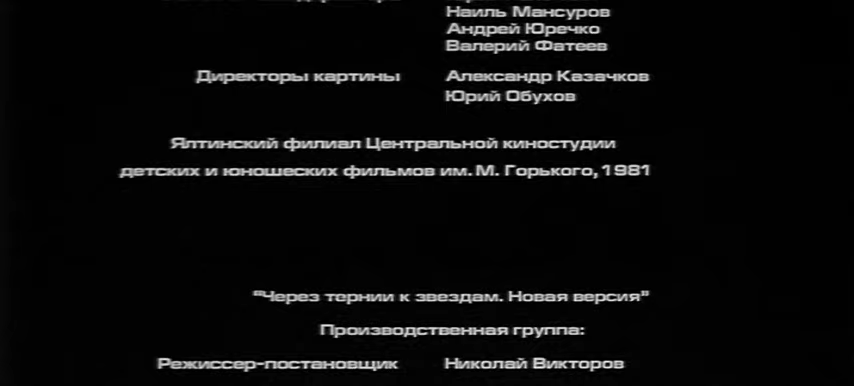 Наиль Мансуров
Андрей Юречко
Валерий Фатеев
Директоры картины Александр Казачков
Юрий Обухов
Ялтинский филиал Центральной киностудии
детских и юношеских фильмов им. М. Горького, 1981
"Через тернии к звездам. Новая версия"
Производственная группа:
Режиссер-постановщик Николай Викторов